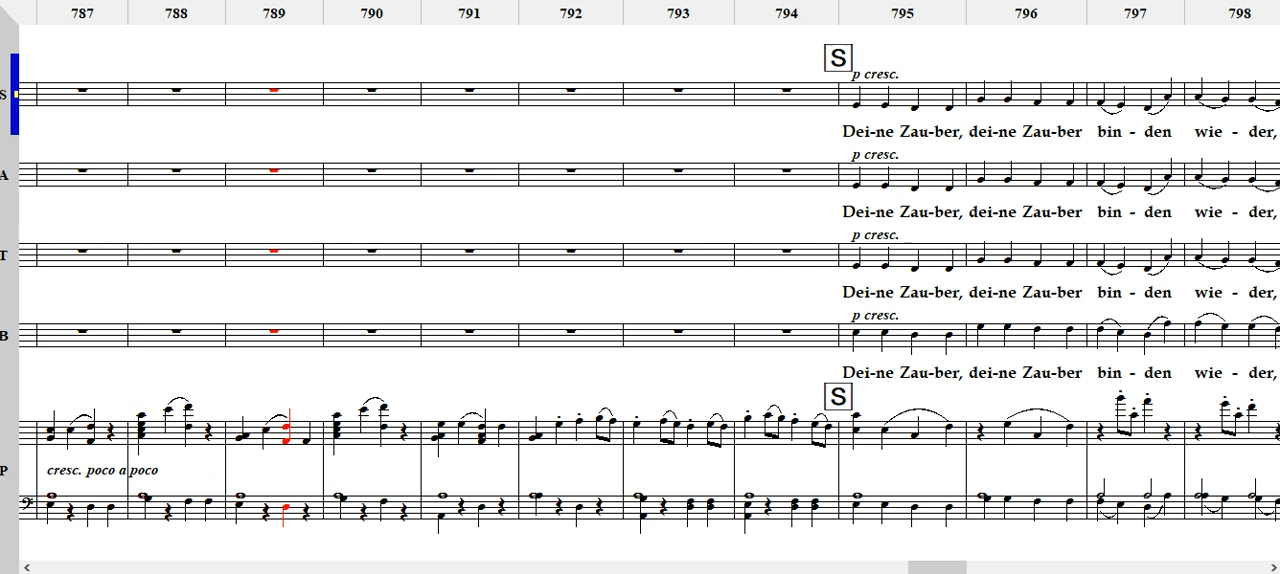 787 788 789 790 791 792 793 794 795 796 797 798
S
S p cresc.
Dei-ne Zau-ber, dei-ne Zau-ber bin - den wie - der,
A p cresc.
Dei-ne Zau-ber, dei-ne Zau-ber bin - den wie - der,
T p cresc.
Dei-ne Zau-ber, dei-ne Zau-ber bin - den wie - der,
B p cresc.
Dei-ne Zau-ber, dei-ne Zau-ber bin - den wie - der,
S
P cresc. poco a poco